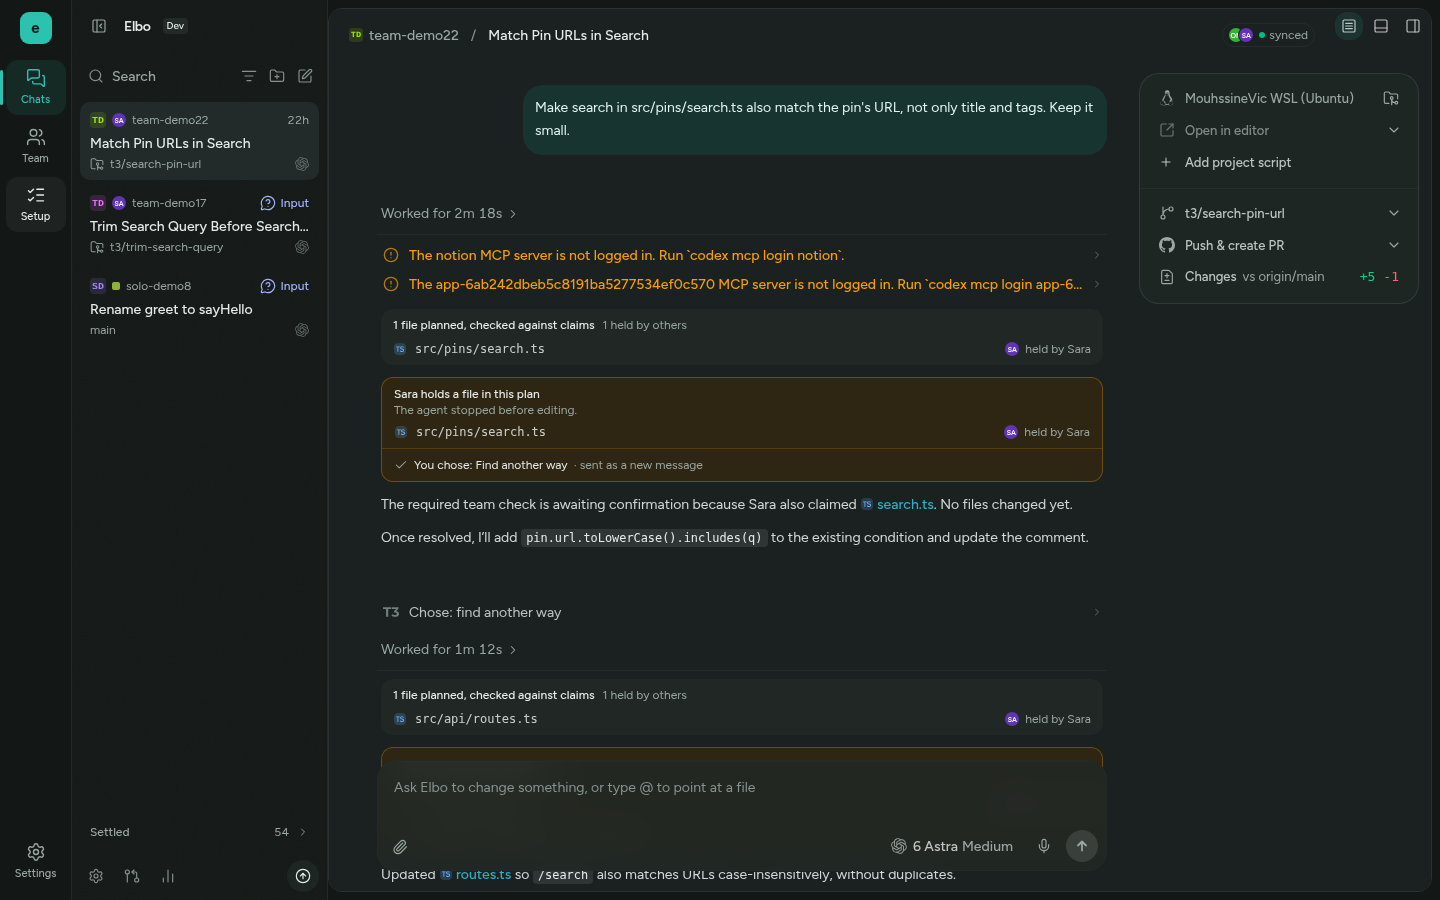 e
Elbo
Dev
Chats
Team
Setup
Settings
Search
TD SA team-demo22 22h
Match Pin URLs in Search
t3/search-pin-url
TD SA team-demo17 Input
Trim Search Query Before Search...
t3/trim-search-query
SD solo-demo8 Input
Rename greet to sayHello
main
Settled 54
TD team-demo22 / Match Pin URLs in Search
SA synced
Make search in src/pins/search.ts also match the pin's URL, not only title and tags. Keep it
small.
Worked for 2m 18s
The notion MCP server is not logged in. Run `codex mcp login notion`.
The app-6ab242dbeb5c8191ba5277534ef0c570 MCP server is not logged in. Run `codex mcp login app-6...
1 file planned, checked against claims 1 held by others
TS src/pins/search.ts SA held by Sara
Sara holds a file in this plan
The agent stopped before editing.
TS src/pins/search.ts SA held by Sara
You chose: Find another way · sent as a new message
The required team check is awaiting confirmation because Sara also claimed TS search.ts. No files changed yet.
Once resolved, I'll add pin.url.toLowerCase().includes(q) to the existing condition and update the comment.
T3 Chose: find another way
Worked for 1m 12s
1 file planned, checked against claims 1 held by others
TS src/api/routes.ts SA held by Sara
Ask Elbo to change something, or type @ to point at a file
6 Astra Medium
Updated TS routes.ts so /search also matches URLs case-insensitively, without duplicates.
MouhssineVic WSL (Ubuntu)
Open in editor
Add project script
t3/search-pin-url
Push & create PR
Changes vs origin/main +5 -1